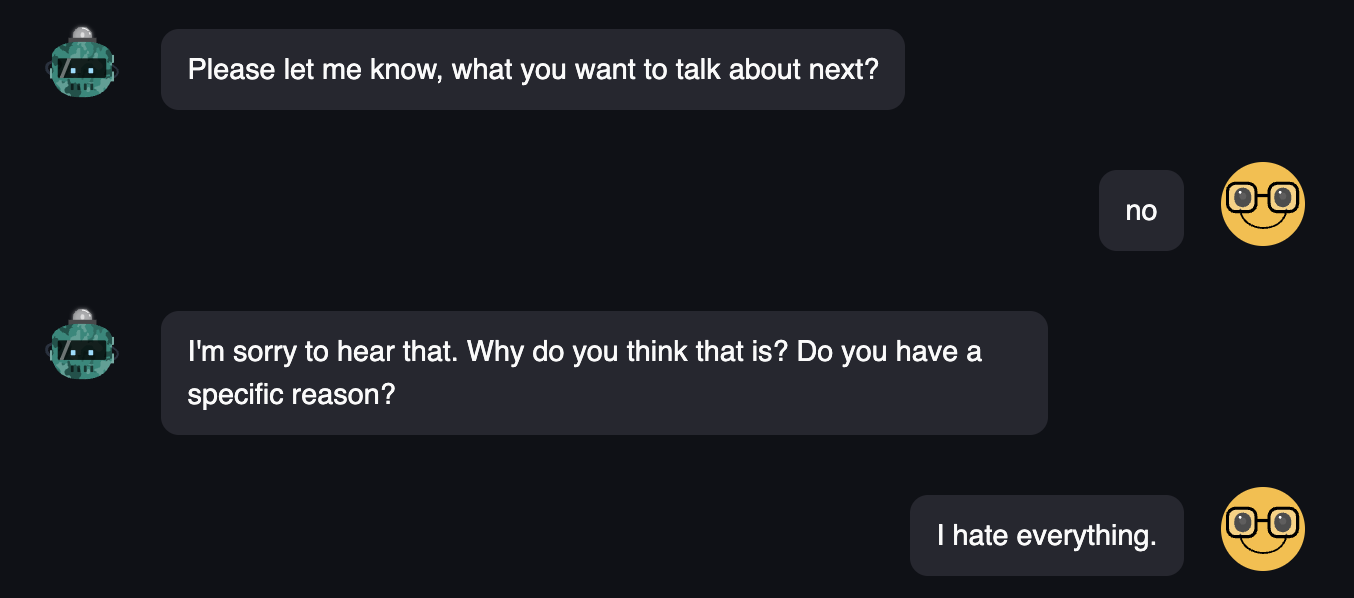 Please let me know, what you want to talk about next?
no
I'm sorry to hear that. Why do you think that is? Do you have a
specific reason?
I hate everything.